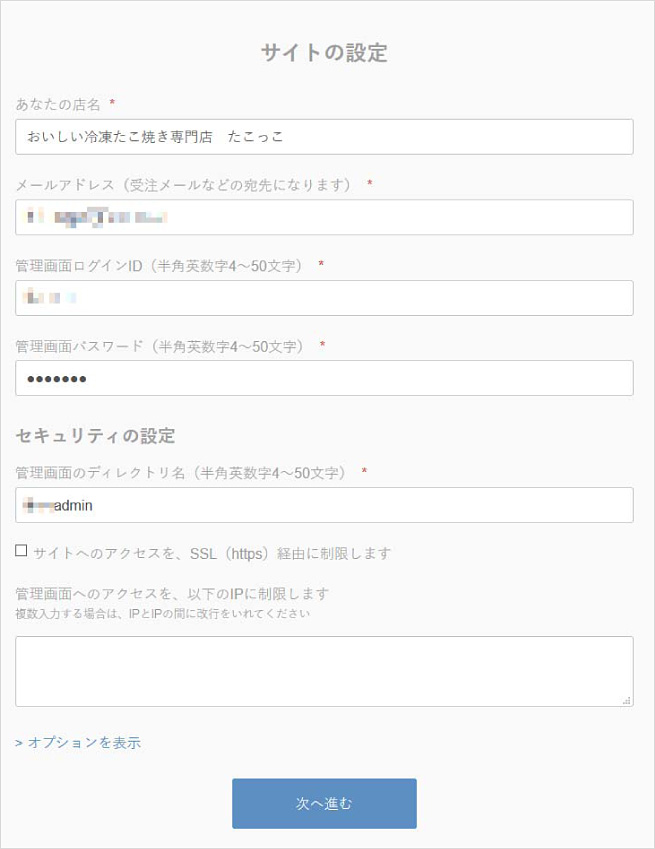 サイトの設定
あなたの店名 *
おいしい冷凍たこ焼き専門店　たこっこ
メールアドレス（受注メールなどの宛先になります） *
管理画面ログインID（半角英数字4～50文字） *
管理画面パスワード（半角英数字4～50文字） *
●●●●●●●
セキュリティの設定
管理画面のディレクトリ名（半角英数字4～50文字） *
admin
サイトへのアクセスを、SSL（https）経由に制限します
管理画面へのアクセスを、以下のIPに制限します
複数入力する場合は、IPとIPの間に改行をいれてください
> オプションを表示
次へ進む